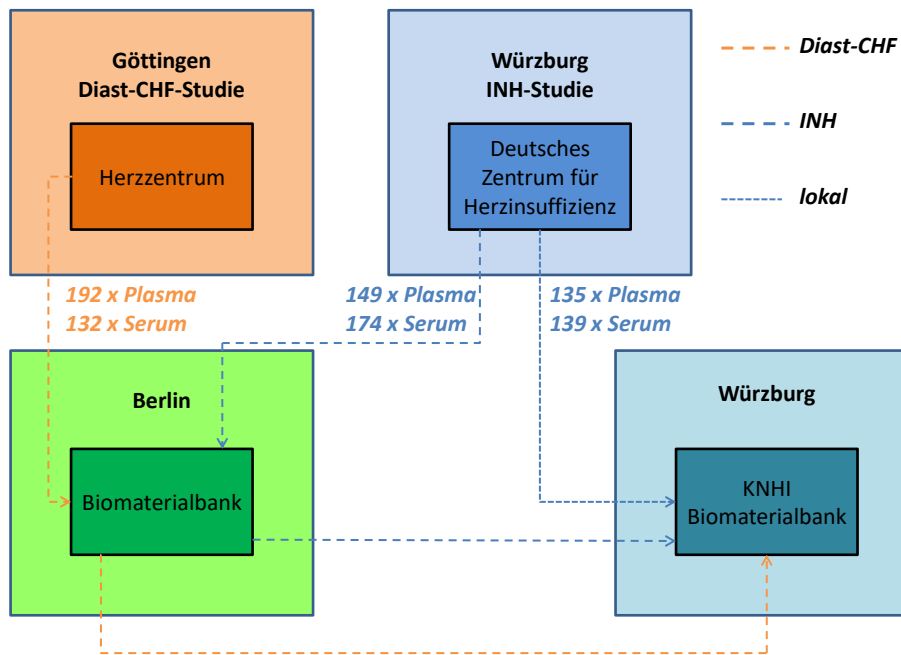 Göttingen
Diast-CHF-Studie
Herzzentrum
Würzburg
INH-Studie
Deutsches
Zentrum für
Herzinsuffizienz
Diast-CHF
INH
lokal
192 x Plasma
132 x Serum
149 x Plasma
174 x Serum
135 x Plasma
139 x Serum
Berlin
Biomaterialbank
Würzburg
KNHI
Biomaterialbank